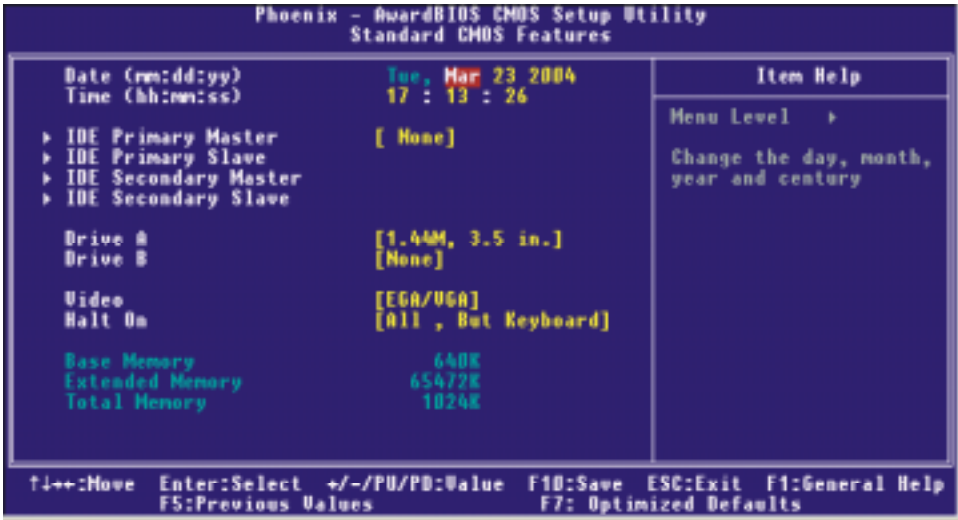 Phoenix - AwardBIOS CMOS Setup Utility
Standard CMOS Features
Date (mm:dd:yy) Tue, Mar 23 2004
Time (hh:mm:ss) 17 : 13 : 26
IDE Primary Master [ None]
IDE Primary Slave
IDE Secondary Master
IDE Secondary Slave
Drive A [1.44M, 3.5 in.]
Drive B [None]
Video [EGA/VGA]
Halt On [All , But Keyboard]
Base Memory 640K
Extended Memory 65472K
Total Memory 1024K
Item Help
Menu Level
Change the day, month,
year and century
↑↓→←:Move Enter:Select +/-/PU/PD:Value F10:Save ESC:Exit F1:General Help
F5:Previous Values F7: Optimized Defaults